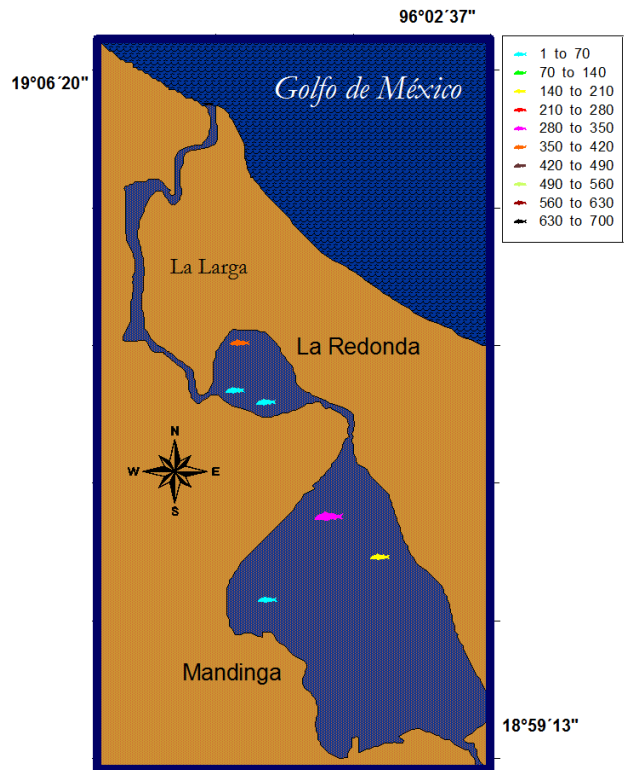 96°02´37"
19°06´20"
Golfo de México
1 to 70
70 to 140
140 to 210
210 to 280
280 to 350
350 to 420
420 to 490
490 to 560
560 to 630
630 to 700
La Larga
La Redonda
N
W E
S
Mandinga
18°59´13"